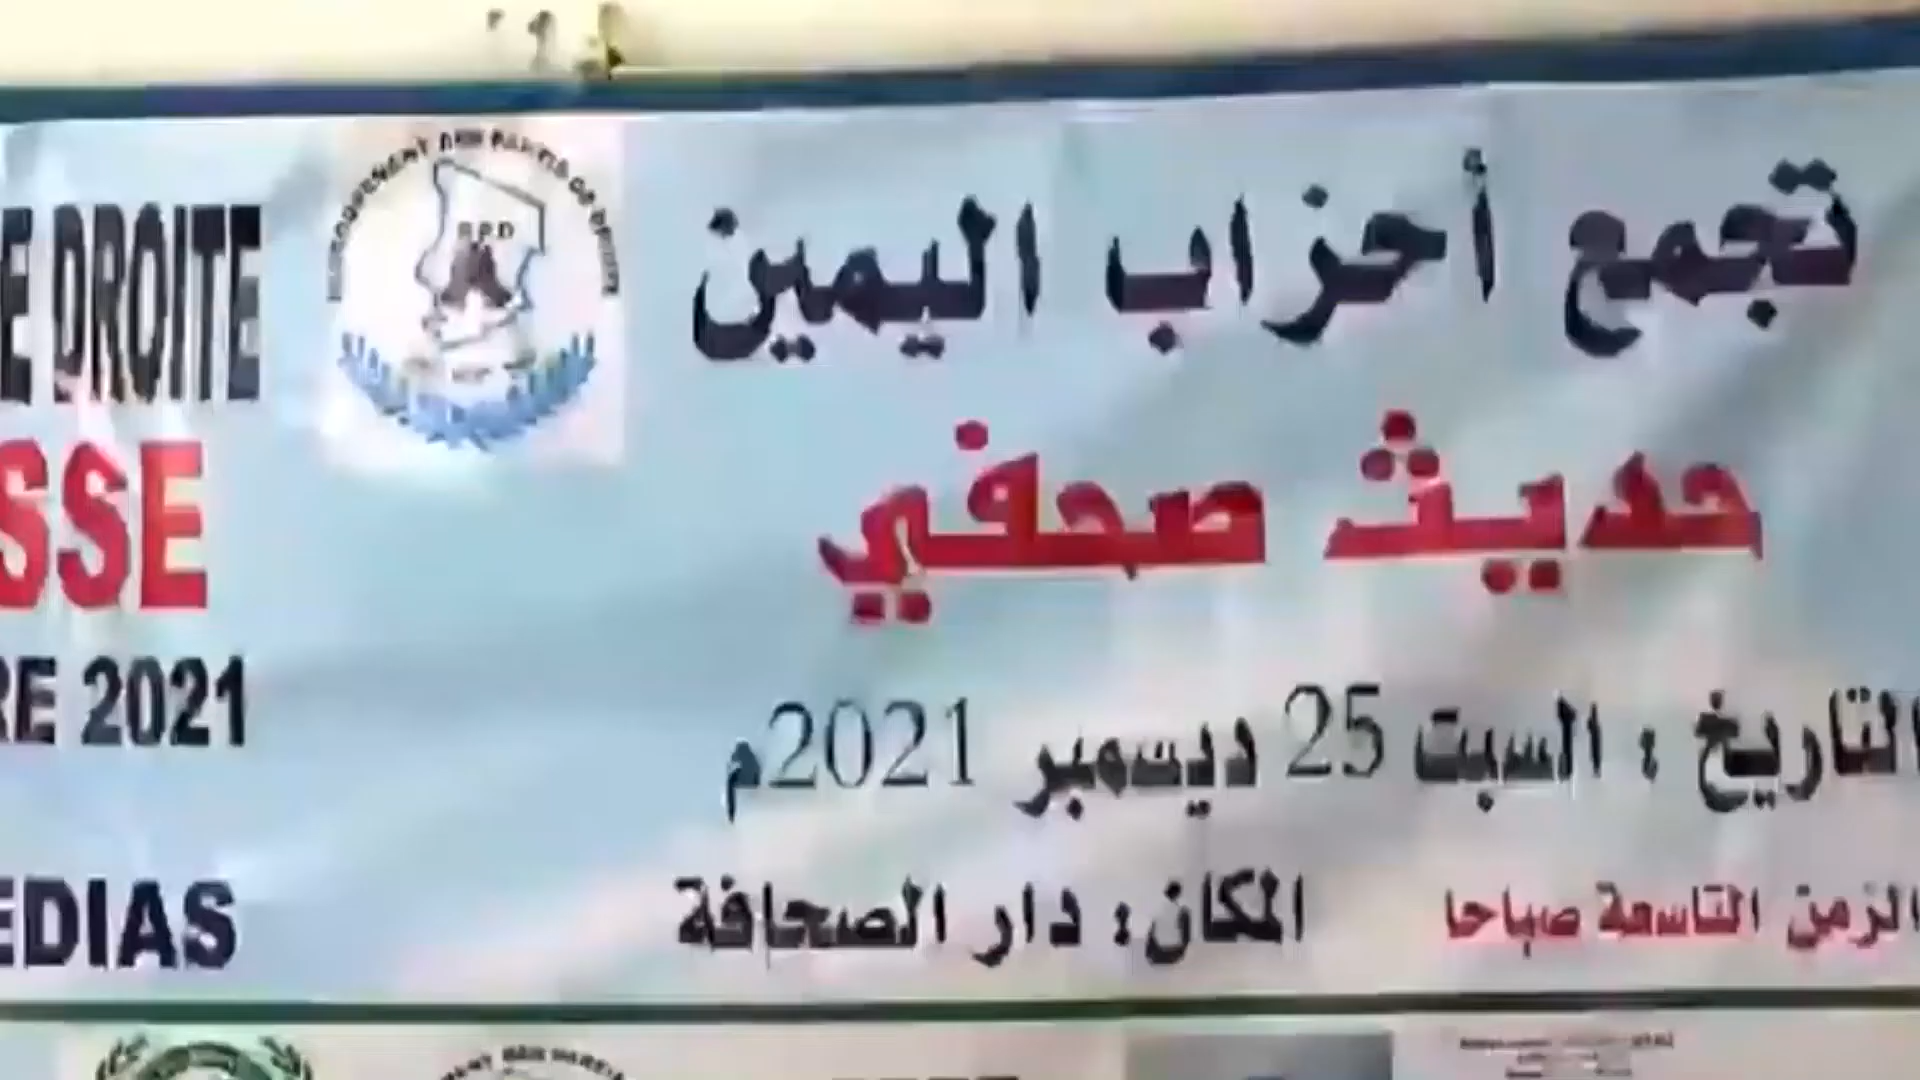 E DROITE
SSE
RE 2021
EDIAS
R.P.D
تجمع أحزاب اليمين
حديث صحفي
التاريخ : السبت 25 ديسمبر 2021م
الزمن التاسعة صباحا المكان: دار الصحافة